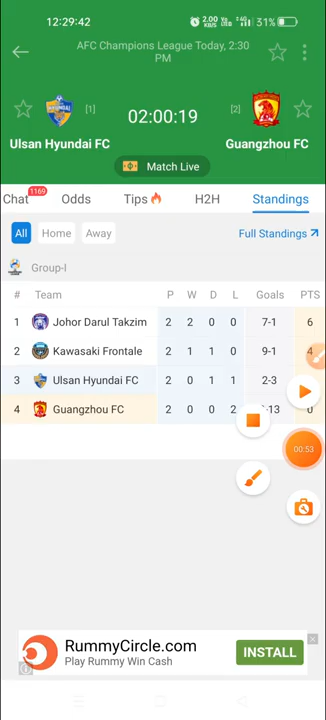 12:29:42
2.00 KB/S
31%
AFC Champions League Today, 2:30 PM
[1]
02:00:19
[2]
Ulsan Hyundai FC
Guangzhou FC
Match Live
Chat 1169 Odds Tips H2H Standings
All Home Away Full Standings
Group-I
# Team P W D L Goals PTS
1 Johor Darul Takzim 2 2 0 0 7-1 6
2 Kawasaki Frontale 2 1 1 0 9-1 4
3 Ulsan Hyundai FC 2 0 1 1 2-3
4 Guangzhou FC 2 0 0 2 -13 0
00:53
RummyCircle.com
Play Rummy Win Cash
INSTALL